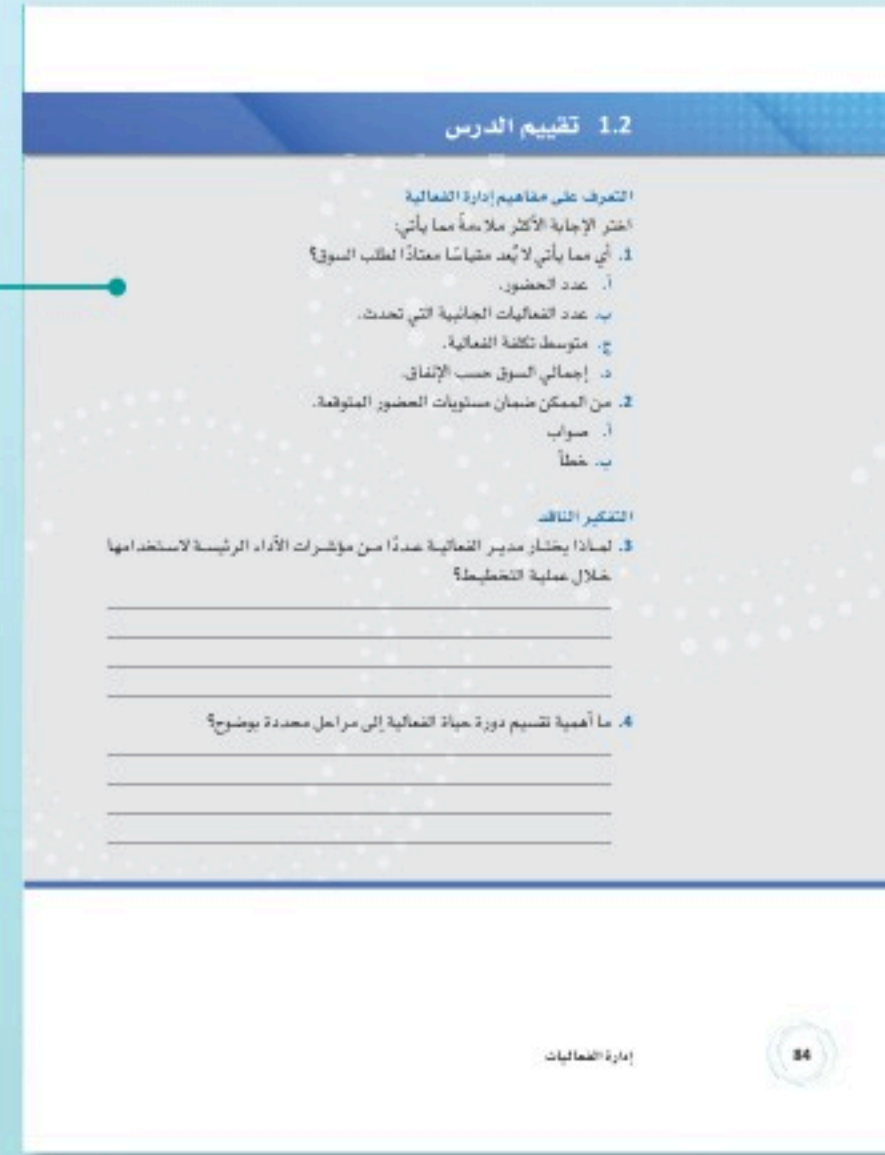 1.2 تقييم الدرس
التعرف على مفاهيم إدارة الفعالية
اختر الإجابة الأكثر ملاءمةً مما يأتي:
1. أي مما يأتي لا يُعد مقياسًا معتادًا لطلب السوق؟
أ. عدد الحضور.
ب. عدد الفعاليات الجانبية التي تحدث.
ج. متوسط تكلفة الفعالية.
د. إجمالي السوق حسب الإنفاق.
2. من الممكن ضمان مستويات الحضور المتوقعة.
أ. صواب
ب. خطأ
التفكير الناقد
3. لماذا يختار مدير الفعالية عددًا من مؤشرات الأداء الرئيسة لاستخدامها
خلال عملية التخطيط؟
4. ما أهمية تقسيم دورة حياة الفعالية إلى مراحل محددة بوضوح؟
إدارة الفعاليات
84